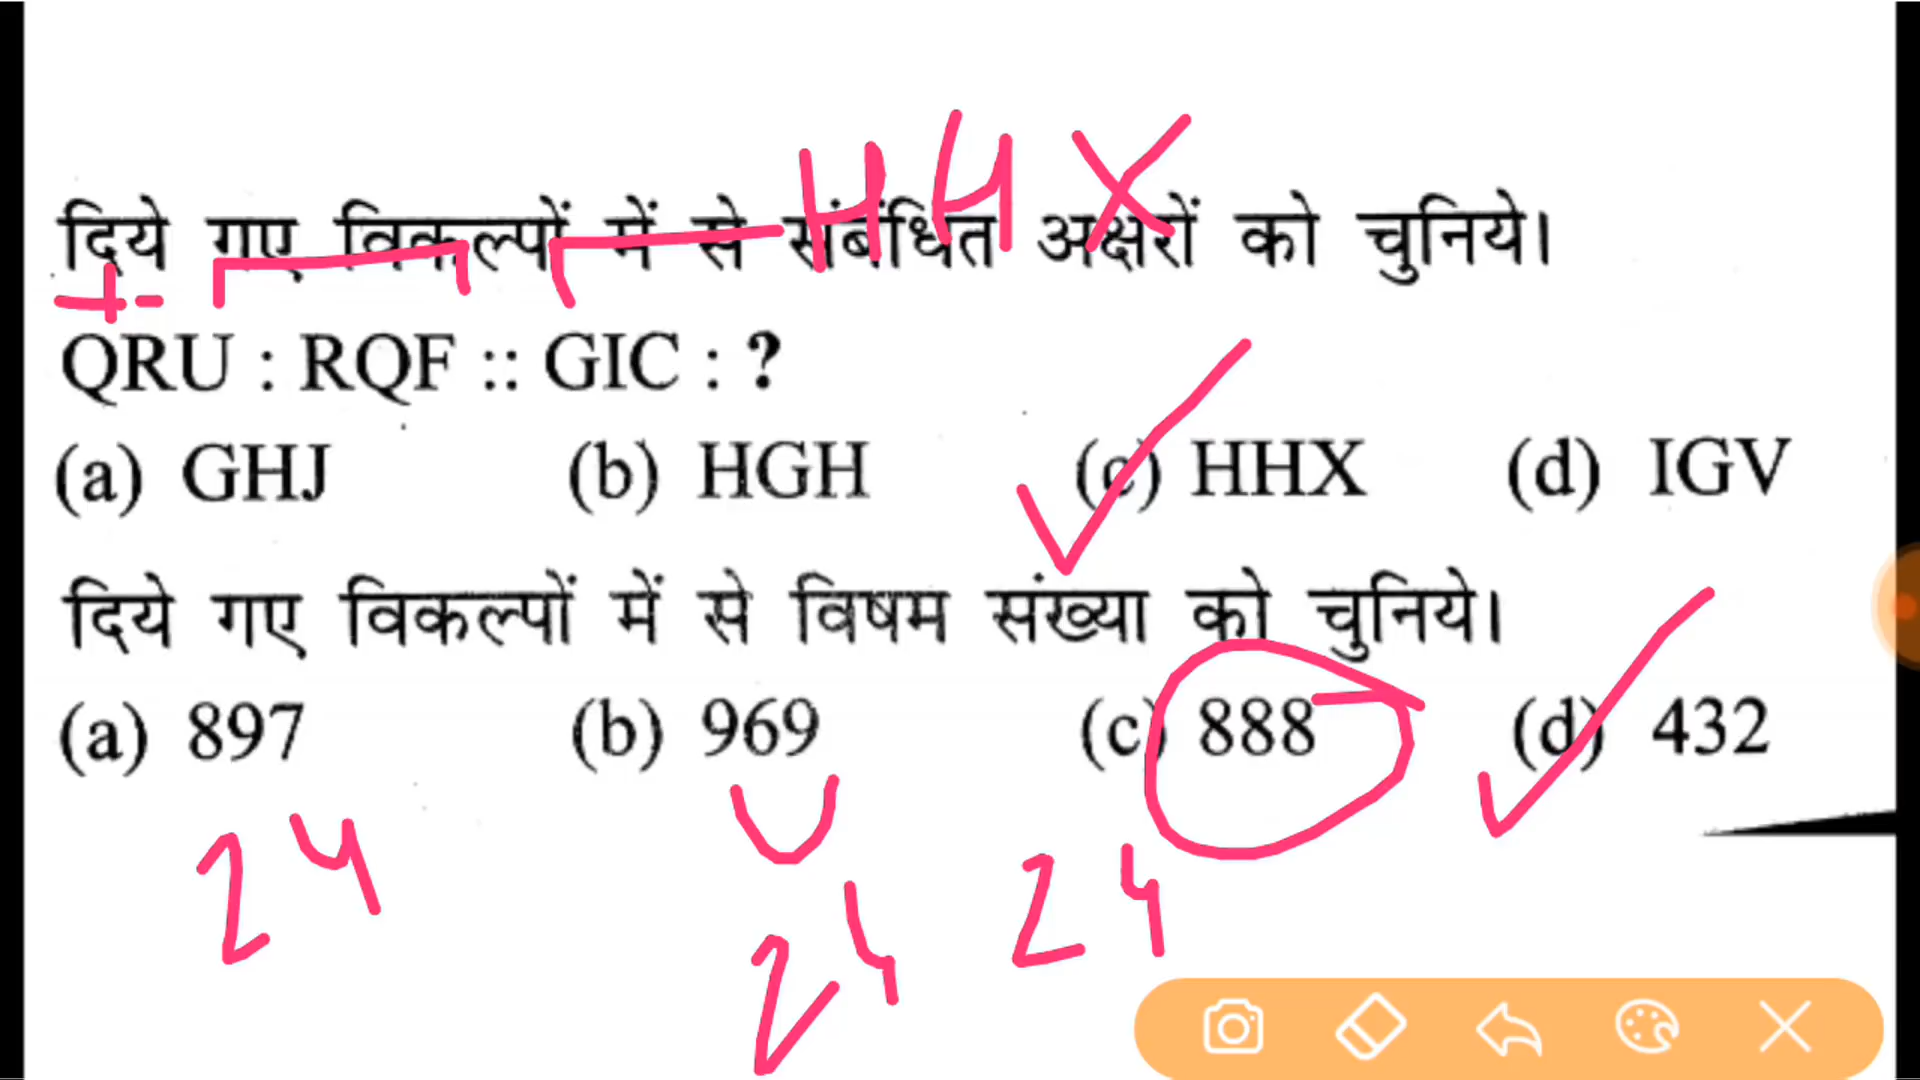 HHX
दिये गए विकल्पों में से संबंधित अक्षरों को चुनिये।
+-
QRU : RQF :: GIC : ?
(a) GHJ (b) HGH (c) HHX (d) IGV
दिये गए विकल्पों में से विषम संख्या को चुनिये।
(a) 897 (b) 969 (c) 888 (d) 432
24 24 24